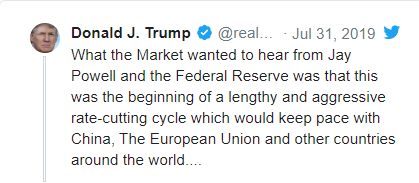 Donald J. Trump @real... · Jul 31, 2019
What the Market wanted to hear from Jay
Powell and the Federal Reserve was that this
was the beginning of a lengthy and aggressive
rate-cutting cycle which would keep pace with
China, The European Union and other countries
around the world....